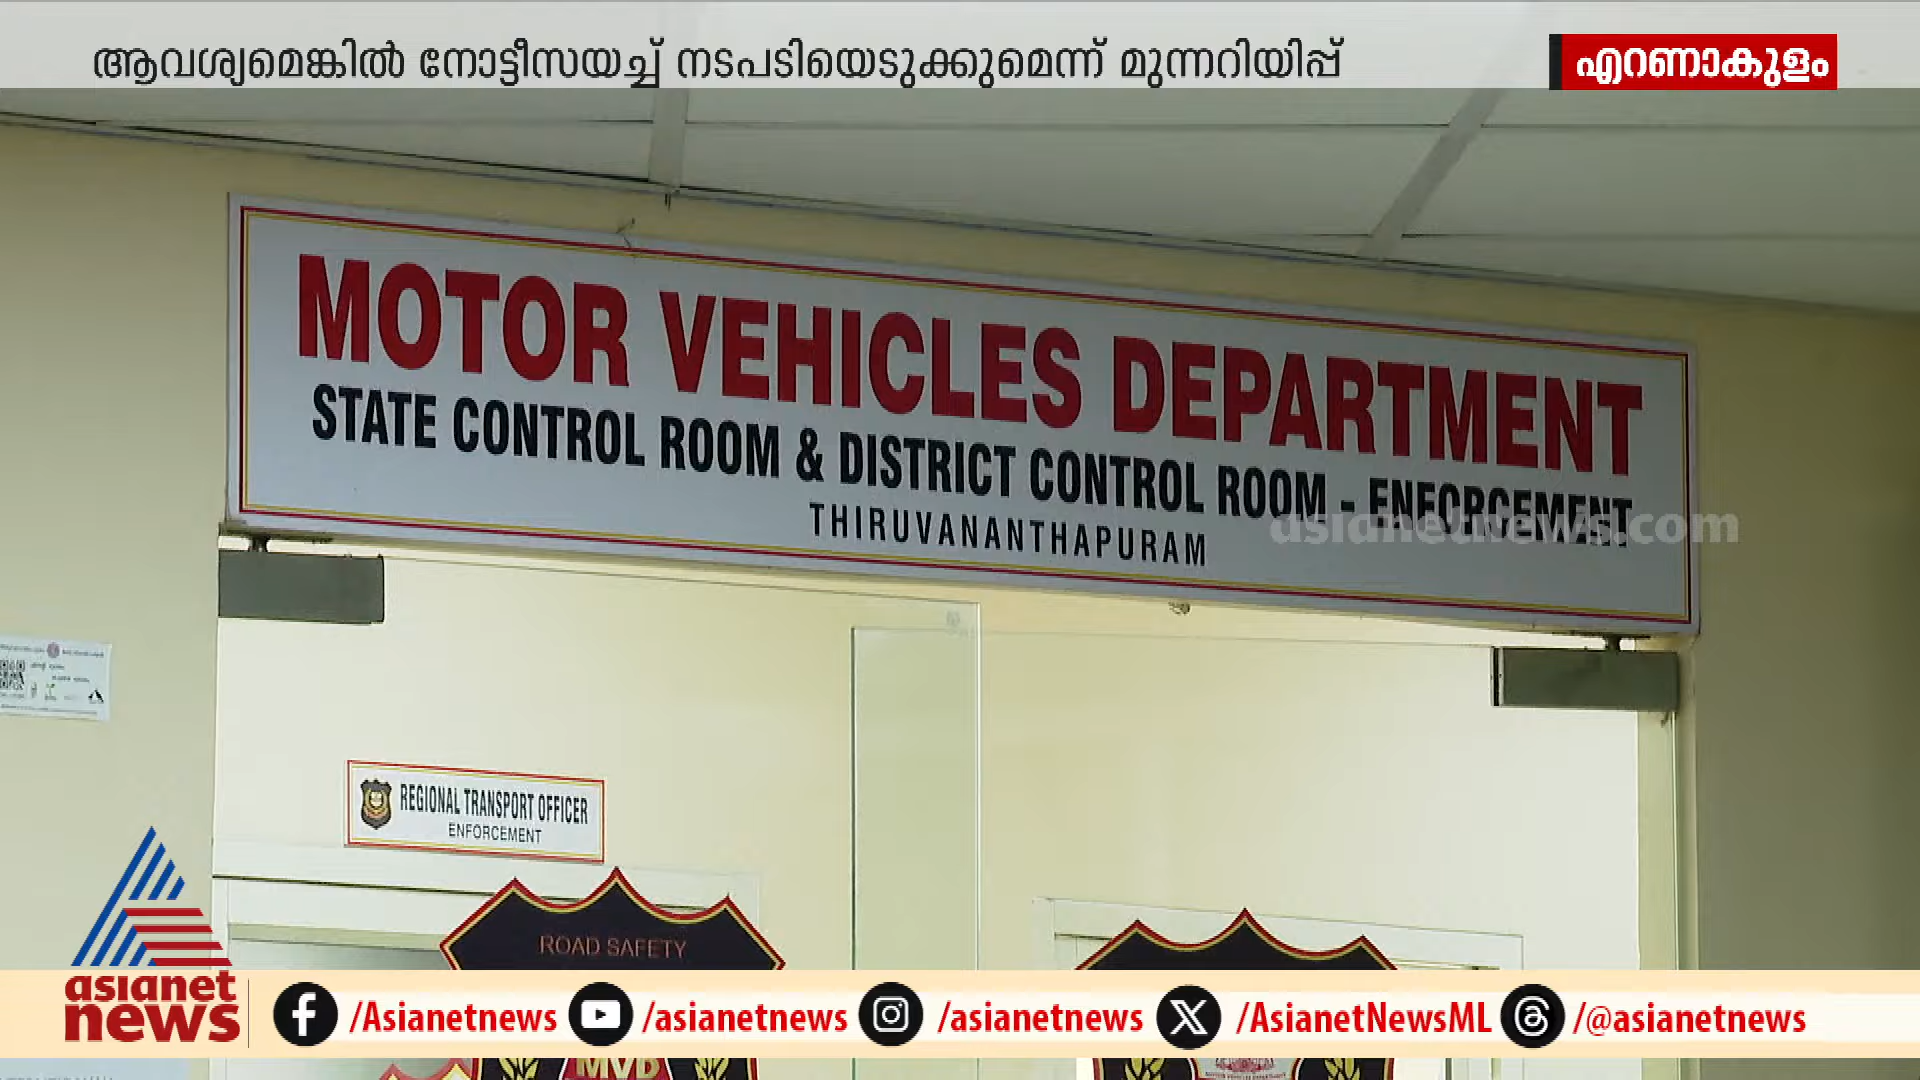 ആവശ്യമെങ്കിൽ നോട്ടീസയച്ച് നടപടിയെടുക്കുമെന്ന് മുന്നറിയിപ്പ്
എറണാകുളം
MOTOR VEHICLES DEPARTMENT
STATE CONTROL ROOM & DISTRICT CONTROL ROOM - ENFORCEMENT
THIRUVANANTHAPURAM
asianetnews.com
REGIONAL TRANSPORT OFFICER
ENFORCEMENT
ROAD SAFETY
asianet
news
/Asianetnews
/asianetnews
/asianetnews
/AsianetNewsML
/@asianetnews
MVD